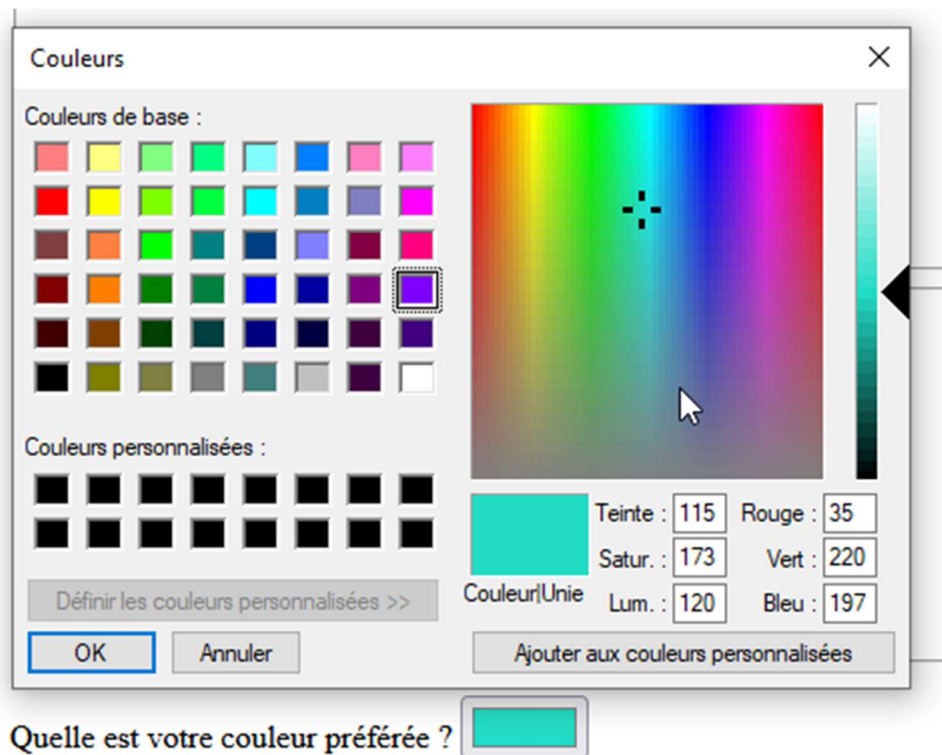 Couleurs
Couleurs de base :
Couleurs personnalisées :
Définir les couleurs personnalisées >>
OK
Annuler
Teinte : 115
Rouge : 35
Satur. : 173
Vert : 220
Couleur|Unie
Lum. : 120
Bleu : 197
Ajouter aux couleurs personnalisées
Quelle est votre couleur préférée ?